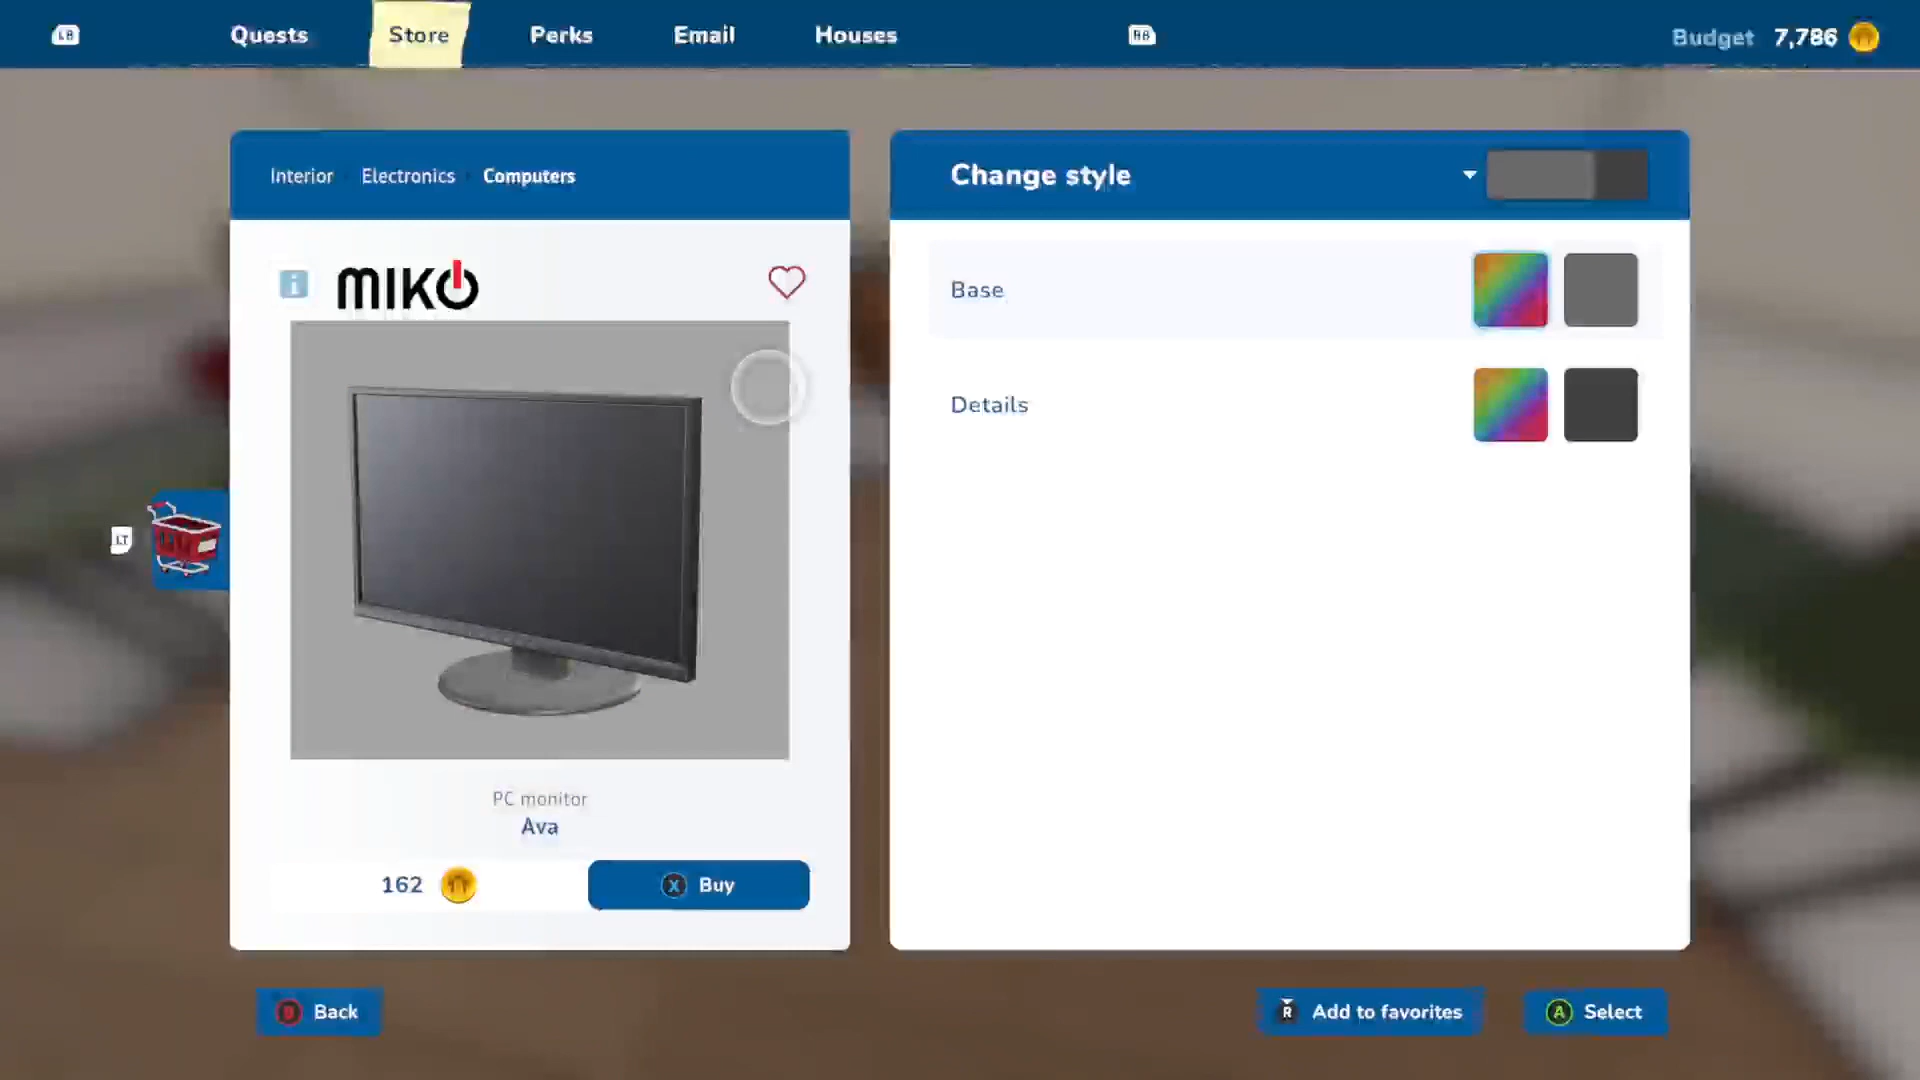 LB Quests Store Perks Email Houses RB Budget 7,786
Interior Electronics Computers
Change style
i MIKO
Base
Details
LT
PC monitor
Ava
162 X Buy
B Back R Add to favorites A Select